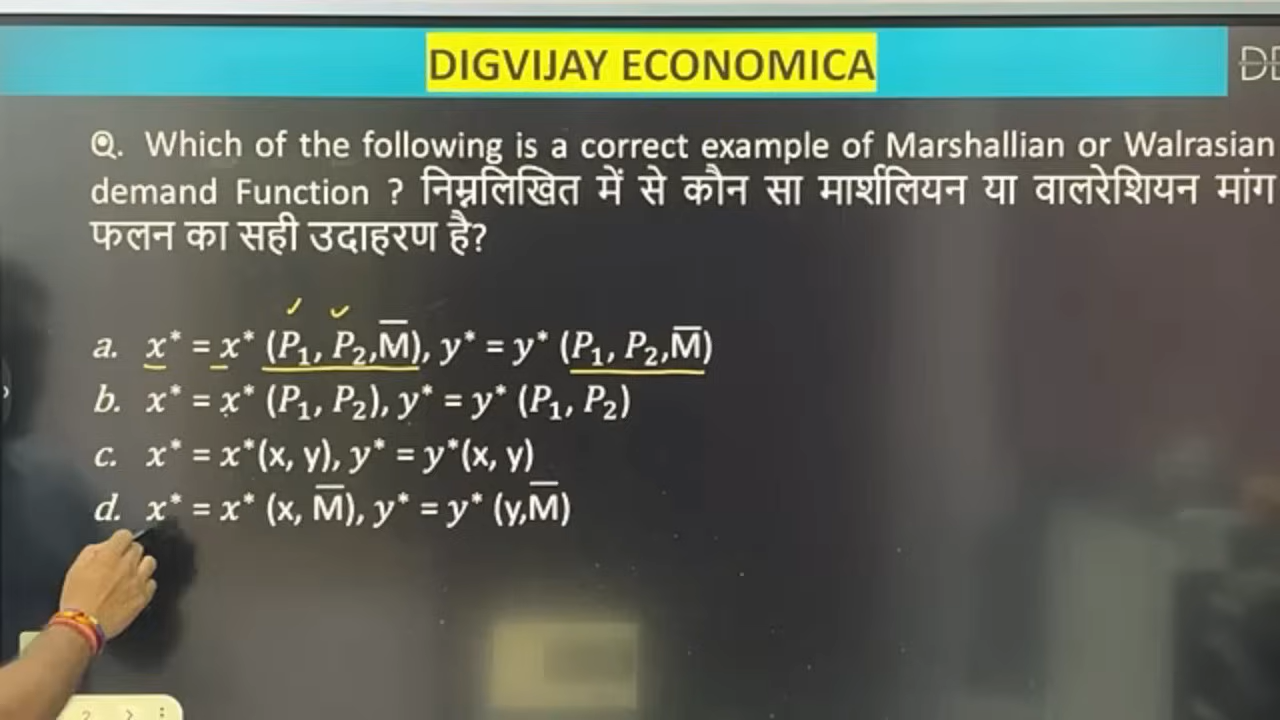 DIGVIJAY ECONOMICA
Q. Which of the following is a correct example of Marshallian or Walrasian
demand Function ? निम्नलिखित में से कौन सा मार्शलियन या वालरेशियन मांग
फलन का सही उदाहरण है?
a. x* = x* (P₁, P₂,M̅), y* = y* (P₁, P₂,M̅)
b. x* = x* (P₁, P₂), y* = y* (P₁, P₂)
c. x* = x*(x, y), y* = y*(x, y)
d. x* = x* (x, M̅), y* = y* (y,M̅)